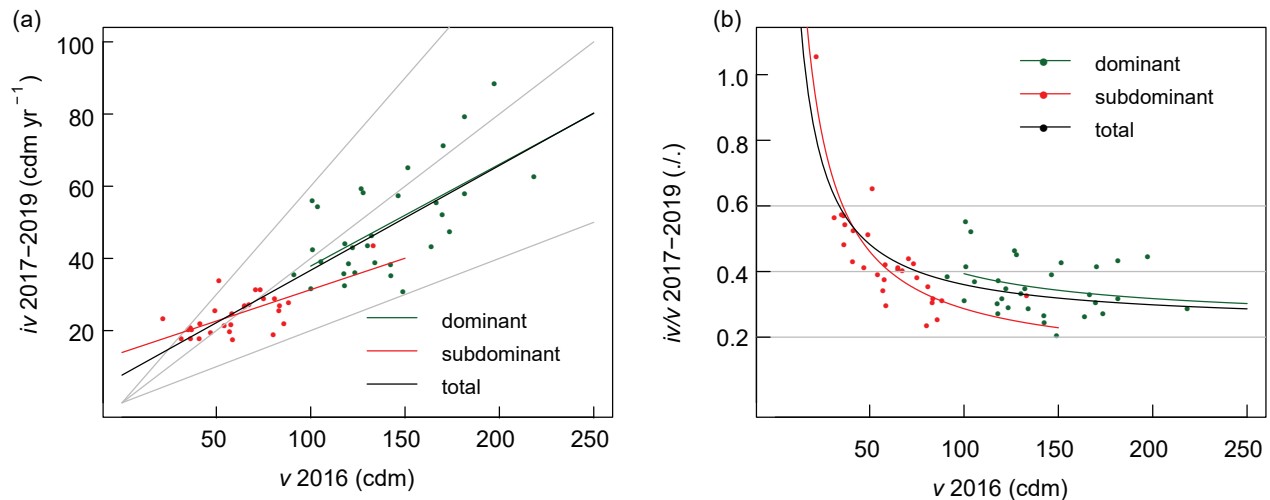 (a)
iv 2017−2019 (cdm yr⁻¹)
100
80
60
40
20
dominant
subdominant
total
50 100 150 200 250
v 2016 (cdm)
(b)
iv/v 2017−2019 (./.)
1.0
0.8
0.6
0.4
0.2
dominant
subdominant
total
50 100 150 200 250
v 2016 (cdm)